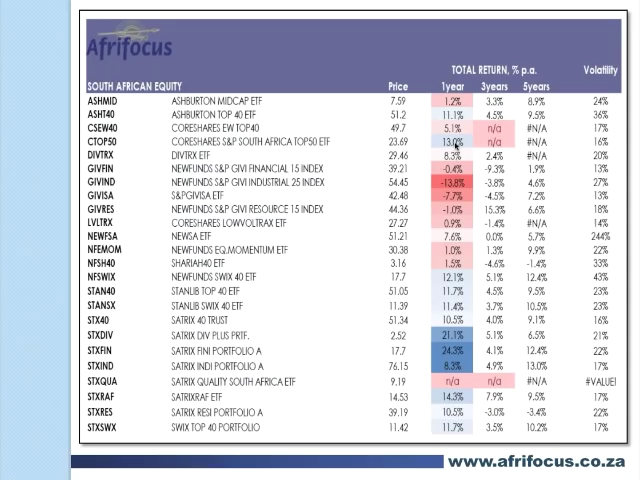 Afrifocus
TOTAL RETURN, % p.a. Volatility
SOUTH AFRICAN EQUITY Price 1year 3years 5years
ASHMID ASHBURTON MIDCAP ETF 7.59 1.2% 3.3% 8.9% 24%
ASHT40 ASHBURTON TOP 40 ETF 51.2 11.1% 4.5% 9.5% 36%
CSEW40 CORESHARES EW TOP40 49.7 5.1% n/a #N/A 17%
CTOP50 CORESHARES S&P SOUTH AFRICA TOP50 ETF 23.69 13.0% n/a #N/A 16%
DIVTRX DIVTRX ETF 29.46 8.3% 2.4% #N/A 20%
GIVFIN NEWFUNDS S&P GIVI FINANCIAL 15 INDEX 39.21 -0.4% -9.3% 1.9% 13%
GIVIND NEWFUNDS S&P GIVI INDUSTRIAL 25 INDEX 54.45 -13.8% -3.8% 4.6% 27%
GIVISA S&PGIVISA ETF 42.48 -7.7% -4.5% 7.2% 13%
GIVRES NEWFUNDS S&P GIVI RESOURCE 15 INDEX 44.36 -1.0% 15.3% 6.6% 18%
LVLTRX CORESHARES LOWVOLTRAX ETF 27.27 0.9% -1.4% #N/A 14%
NEWFSA NEWSA ETF 51.21 7.6% 0.0% 5.7% 244%
NFEMOM NEWFUNDS EQ.MOMENTUM ETF 30.38 1.0% 1.3% 9.9% 22%
NFSH40 SHARIAH40 ETF 3.16 1.5% -4.6% -1.4% 33%
NFSWIX NEWFUNDS SWIX 40 ETF 17.7 12.1% 5.1% 12.4% 43%
STAN40 STANLIB TOP 40 ETF 51.05 11.7% 4.5% 9.5% 23%
STANSX STANLIB SWIX 40 ETF 11.39 11.4% 3.7% 10.5% 23%
STX40 SATRIX 40 TRUST 51.34 10.5% 4.0% 9.1% 16%
STXDIV SATRIX DIV PLUS PRTF. 2.52 21.1% 5.1% 6.5% 21%
STXFIN SATRIX FINI PORTFOLIO A 17.7 24.3% 6.1% 12.4% 22%
STXIND SATRIX INDI PORTFOLIO A 76.15 8.3% 4.9% 13.0% 17%
STXQUA SATRIX QUALITY SOUTH AFRICA ETF 9.19 n/a n/a #N/A #VALUE!
STXRAF SATRIXRAF ETF 14.53 14.3% 7.9% 9.5% 17%
STXRES SATRIX RESI PORTFOLIO A 39.19 10.5% -3.0% -3.4% 22%
STXSWX SWIX TOP 40 PORTFOLIO 11.42 11.7% 3.5% 10.2% 17%
www.afrifocus.co.za